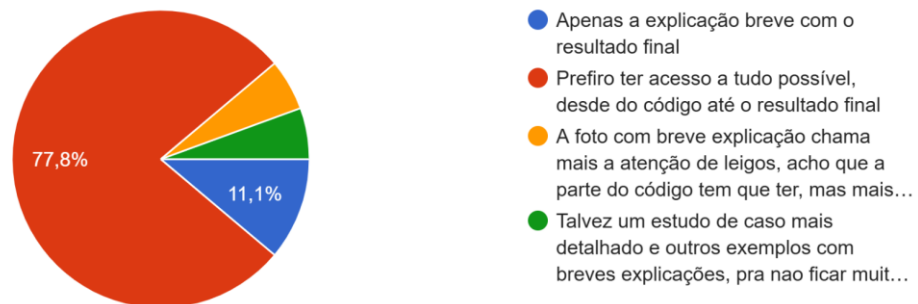 77,8%
11,1%
Apenas a explicação breve com o
resultado final
Prefiro ter acesso a tudo possível,
desde do código até o resultado final
A foto com breve explicação chama
mais a atenção de leigos, acho que a
parte do código tem que ter, mas mais…
Talvez um estudo de caso mais
detalhado e outros exemplos com
breves explicações, pra nao ficar muit…